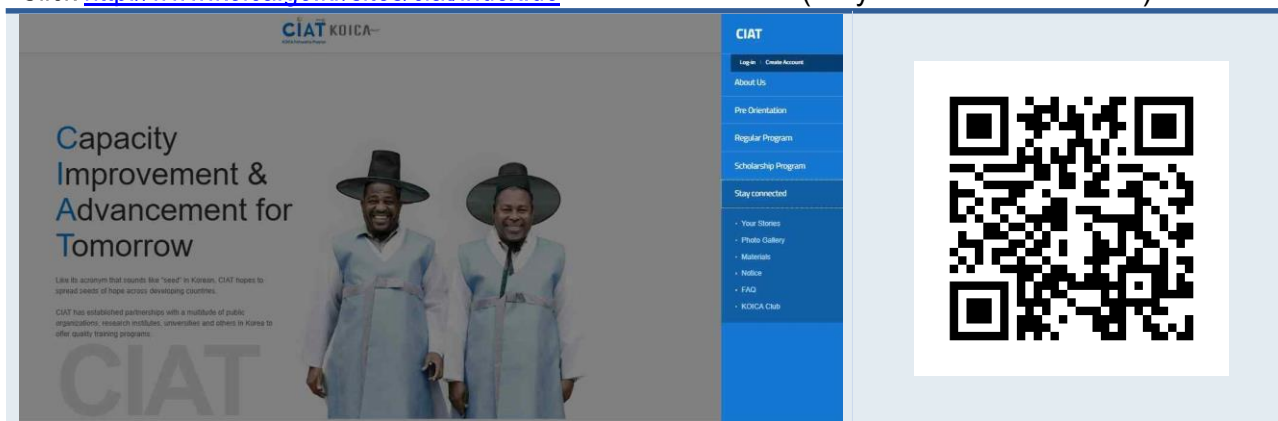 CIAT KOICA
KOICA Fellowship Program
Capacity
Improvement &
Advancement for
Tomorrow
Like its acronym that sounds like "seed" in Korean, CIAT hopes to
spread seeds of hope across developing countries.
CIAT has established partnerships with a multitude of public
organizations, research institutes, universities and others in Korea to
offer quality training programs.
CIAT
CIAT
Log-in | Create Account
About Us
Pre Orientation
Regular Program
Scholarship Program
Stay connected
- Your Stories
- Photo Gallery
- Materials
- Notice
- FAQ
- KOICA Club